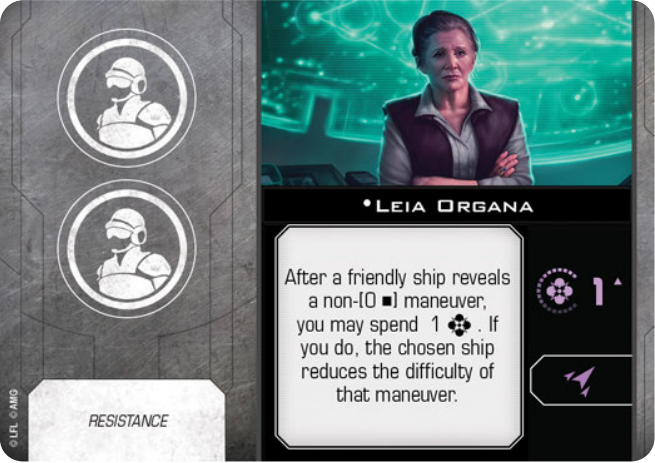 •LEIA ORGANA
After a friendly ship reveals
a non-[0 ■] maneuver,
you may spend 1 . If
you do, the chosen ship
reduces the difficulty of
that maneuver.
1
RESISTANCE
©LFL ©AMG